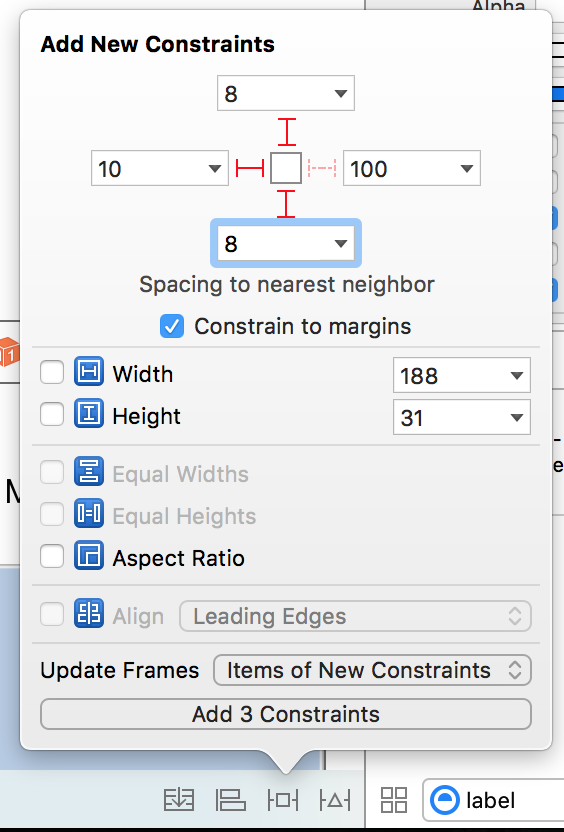 Alpha
Add New Constraints
8
10
100
8
Spacing to nearest neighbor
Constrain to margins
Width
188
Height
31
Equal Widths
Equal Heights
Aspect Ratio
Align
Leading Edges
Update Frames
Items of New Constraints
Add 3 Constraints
label